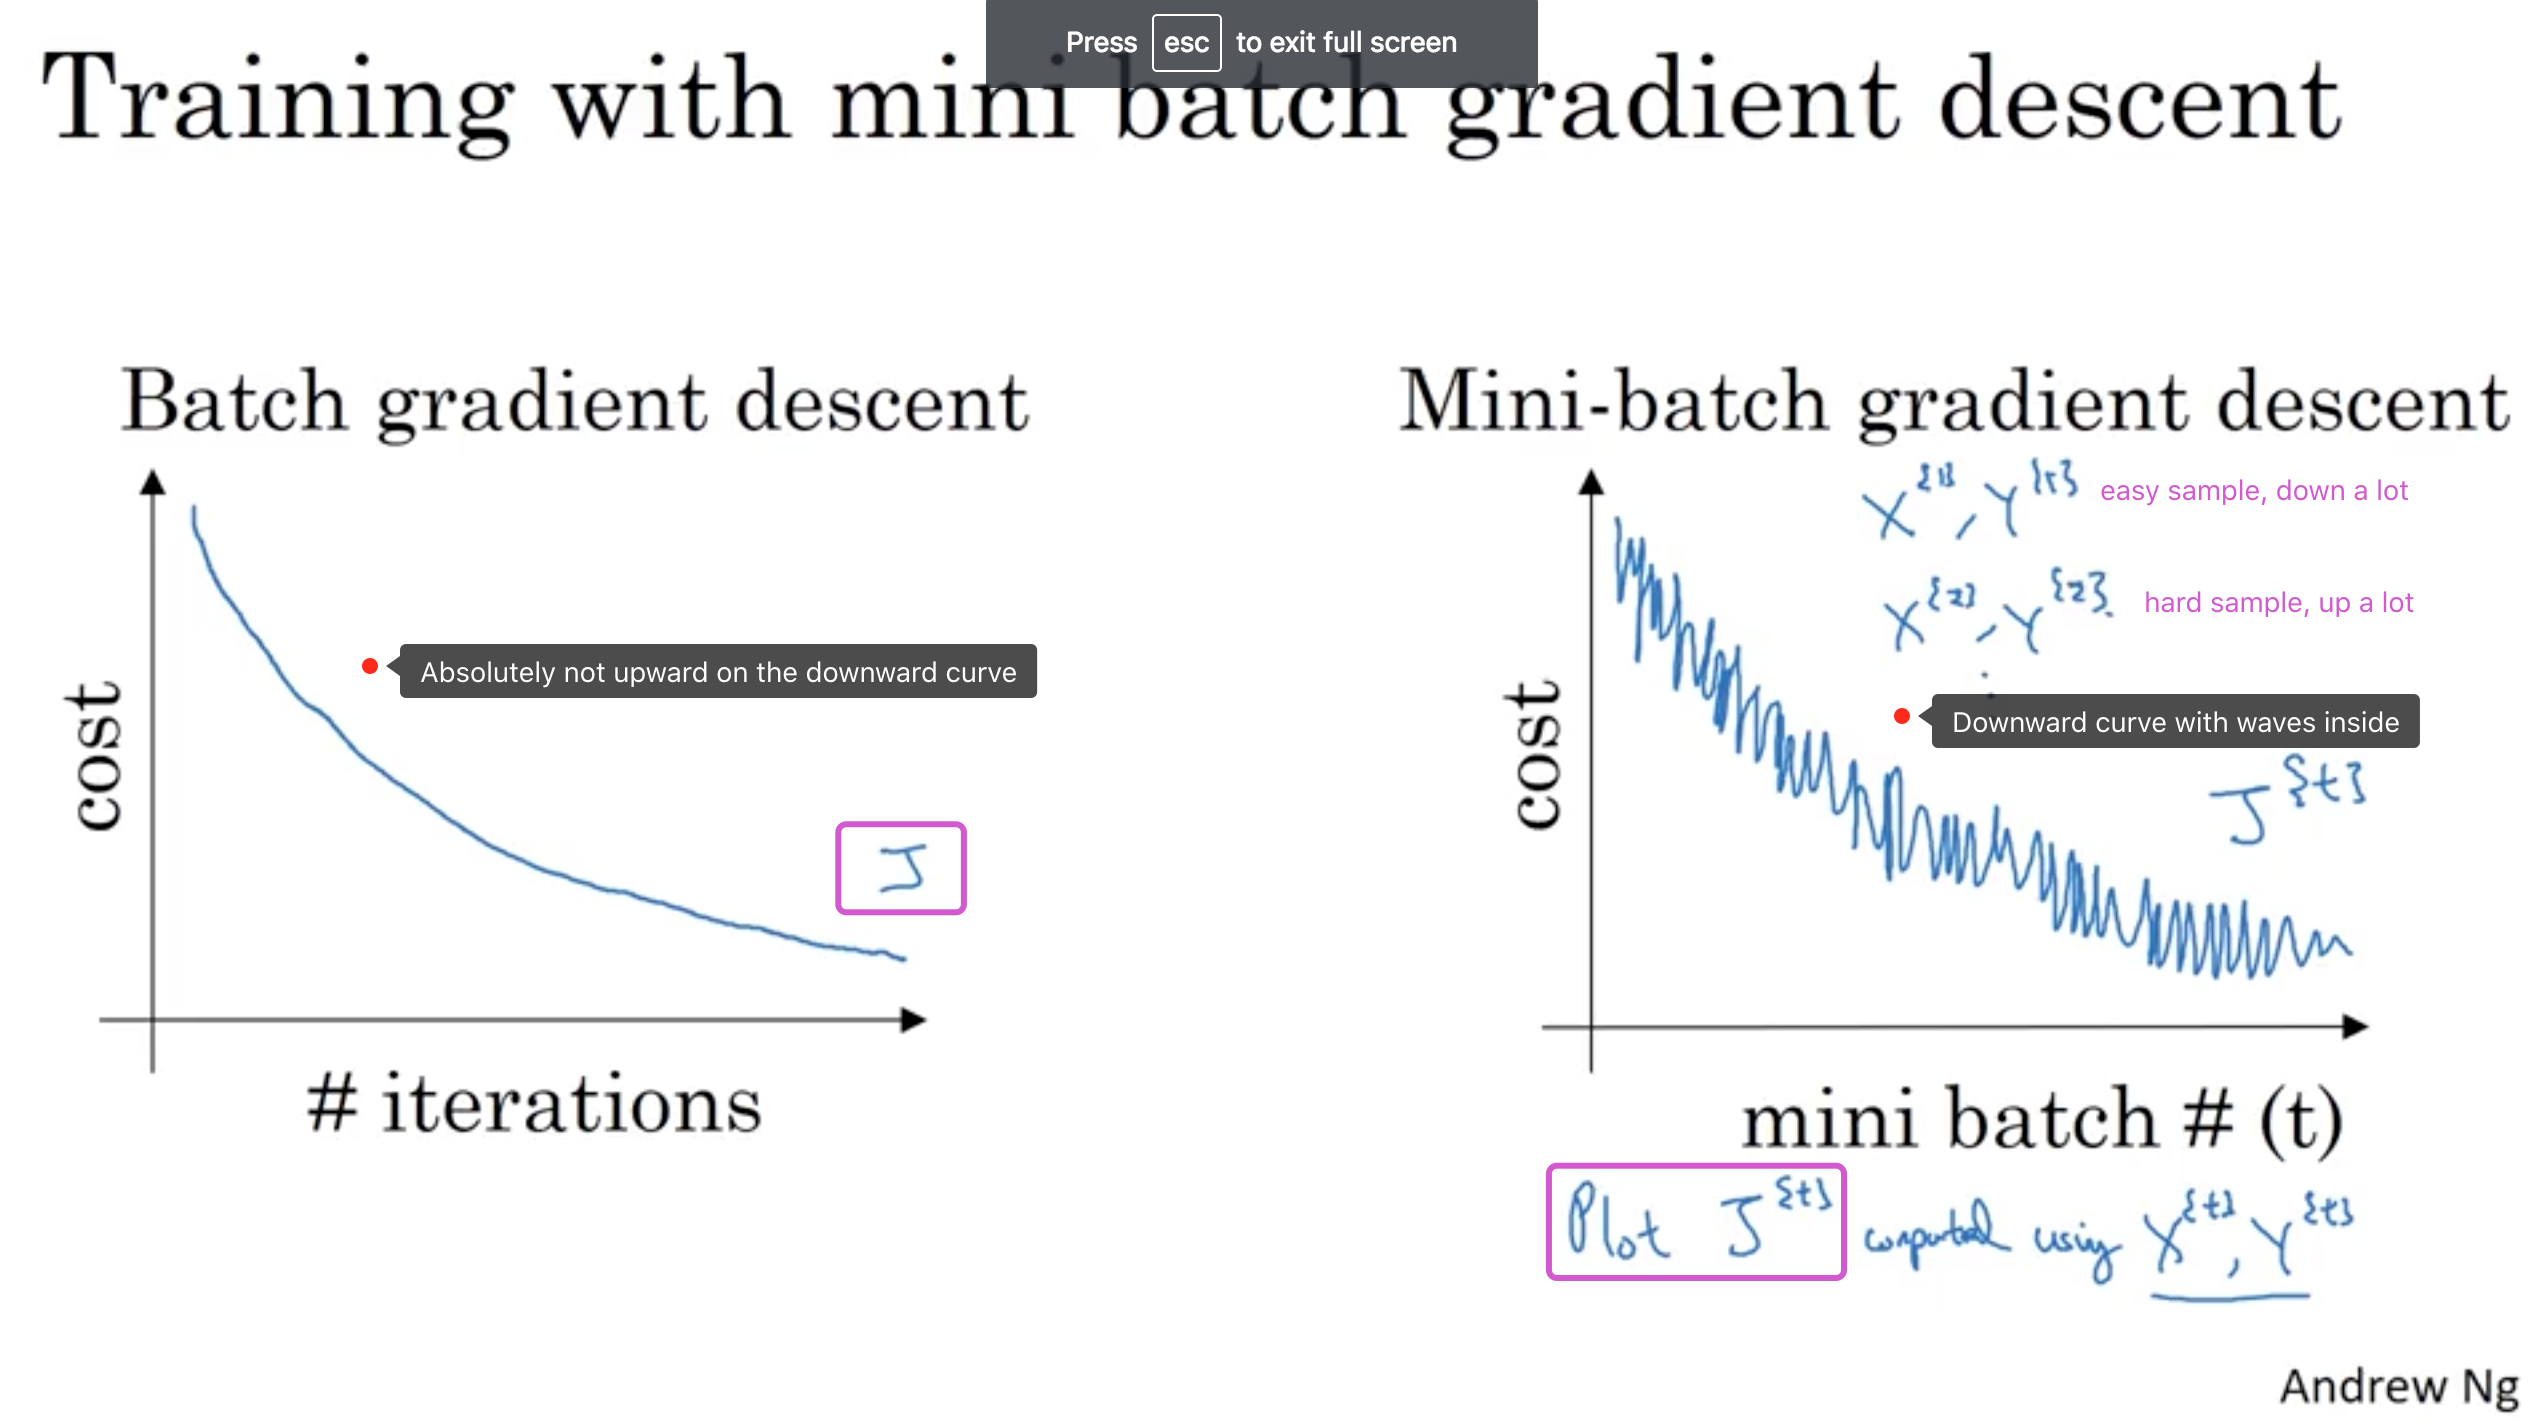 Press esc to exit full screen
Training with mini batch gradient descent
Batch gradient descent
cost
Absolutely not upward on the downward curve
J
# iterations
Mini-batch gradient descent
X^{1}, Y^{1} easy sample, down a lot
X^{2}, Y^{2} hard sample, up a lot
Downward curve with waves inside
cost
J^{t}
mini batch # (t)
Plot J^{t} computed using X^{t}, Y^{t}
Andrew Ng